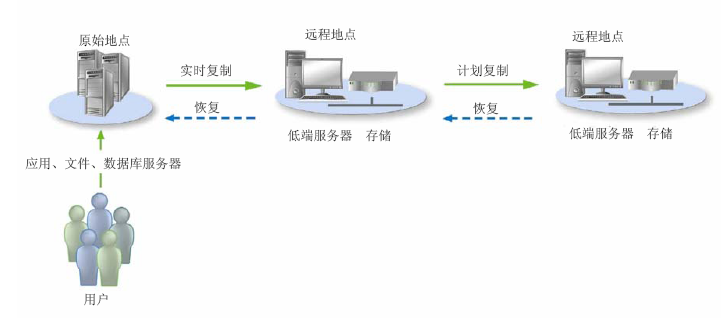 原始地点
远程地点
远程地点
实时复制
计划复制
恢复
恢复
低端服务器 存储
低端服务器 存储
应用、文件、数据库服务器
用户